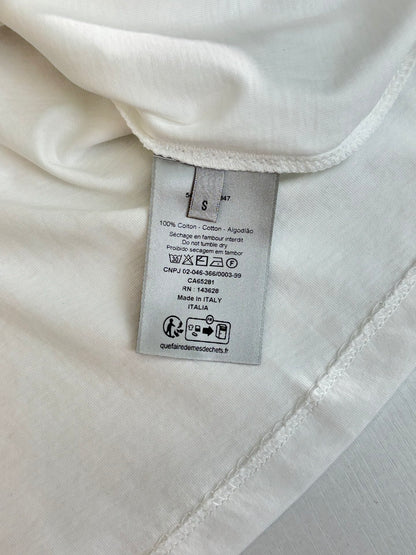 S
100% Coton - Cotton - Algodão
Séchage en tambour interdit
Do not tumble dry
Proibido secagem em tambor
F
CNPJ 02-046-366/0003-99
CA65281
RN : 143628
Made in ITALY
ITALIA
FR
quefairedemesdechets.fr